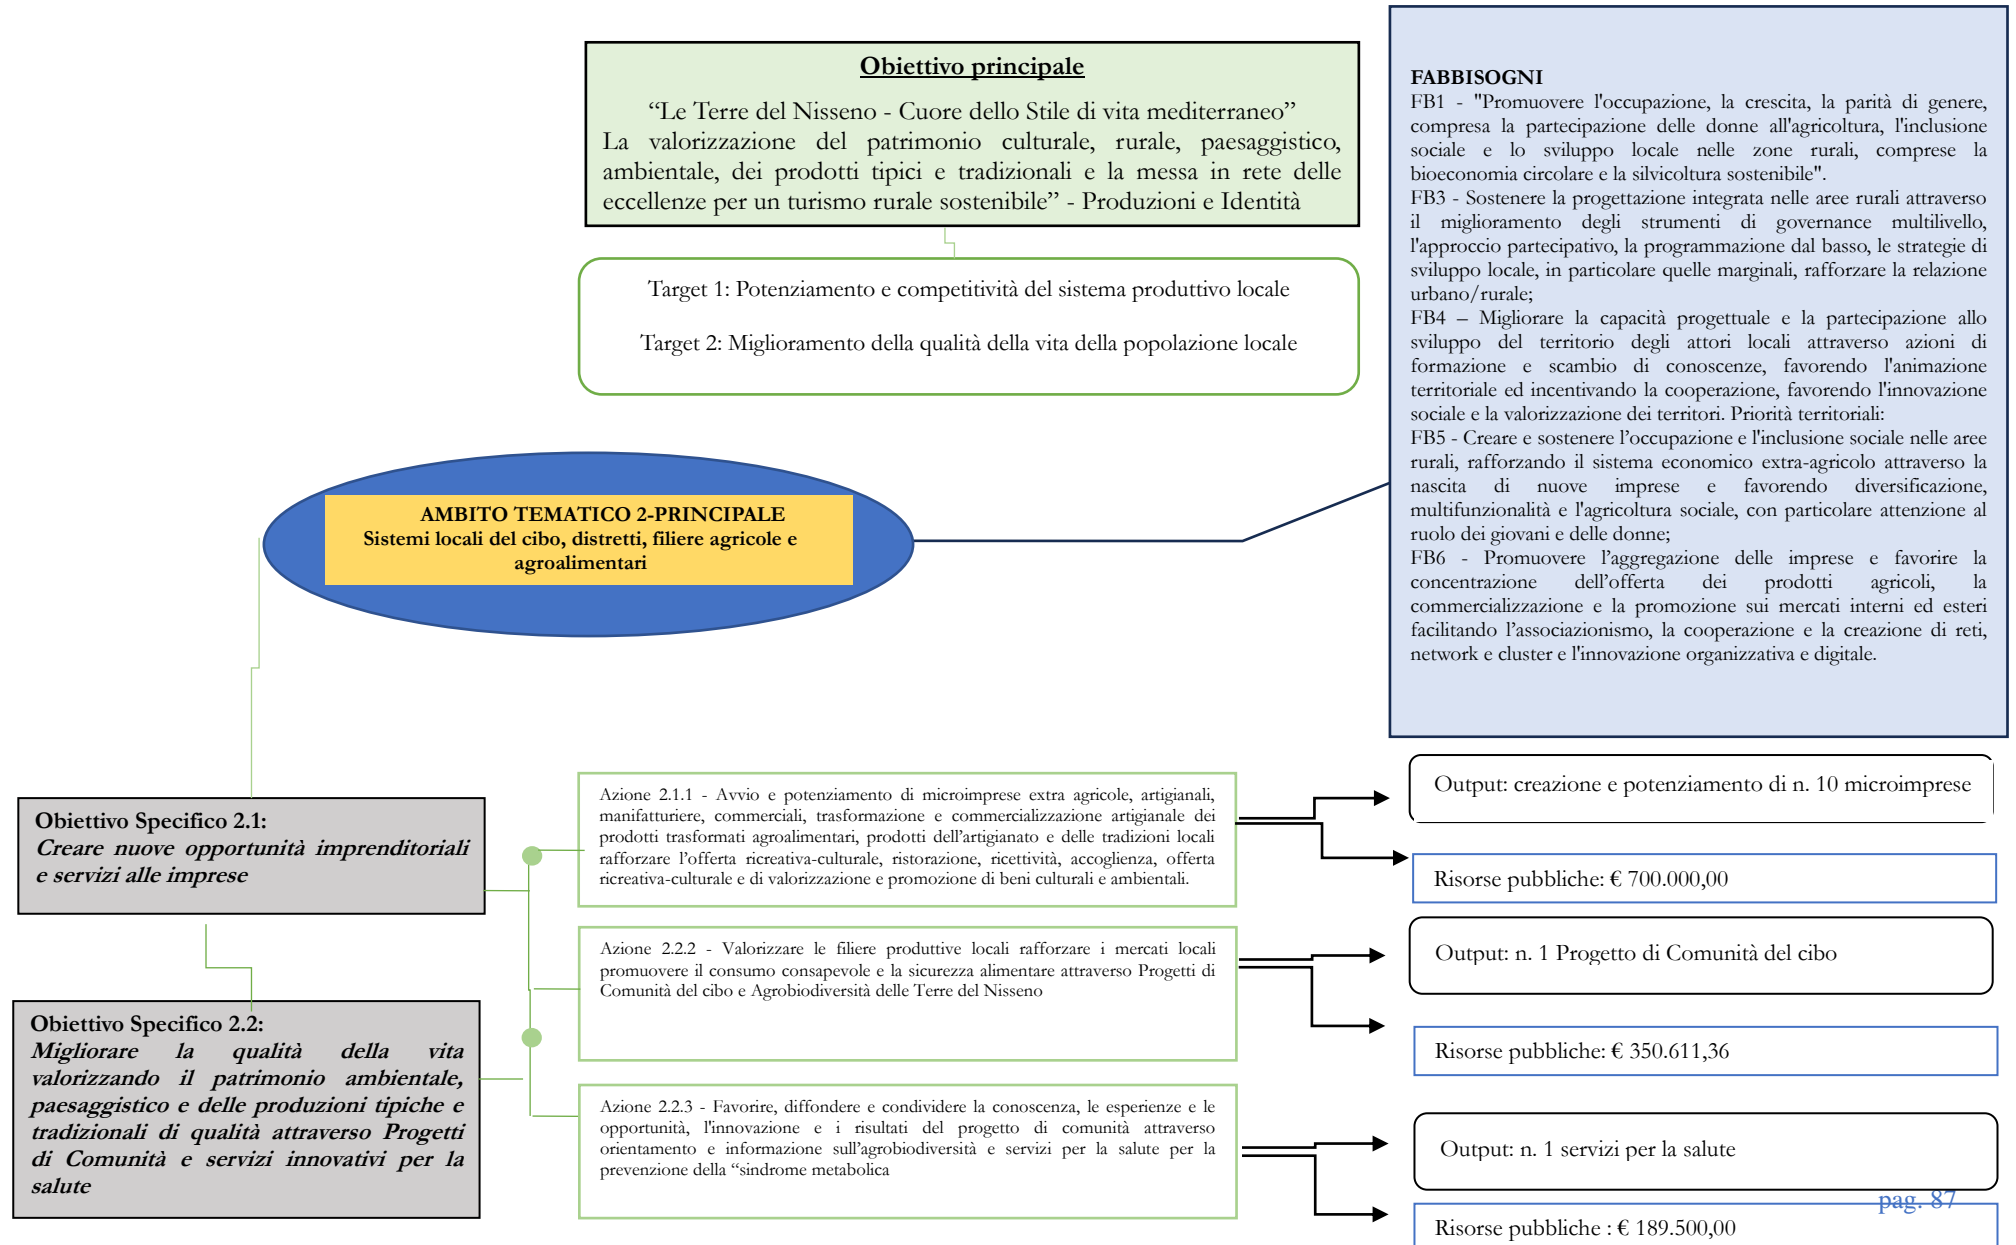 Obiettivo principale
“Le Terre del Nisseno - Cuore dello Stile di vita mediterraneo”
La valorizzazione del patrimonio culturale, rurale, paesaggistico,
ambientale, dei prodotti tipici e tradizionali e la messa in rete delle
eccellenze per un turismo rurale sostenibile” - Produzioni e Identità
Target 1: Potenziamento e competitività del sistema produttivo locale
Target 2: Miglioramento della qualità della vita della popolazione locale
FABBISOGNI
FB1 - "Promuovere l'occupazione, la crescita, la parità di genere,
compresa la partecipazione delle donne all'agricoltura, l'inclusione
sociale e lo sviluppo locale nelle zone rurali, comprese la
bioeconomia circolare e la silvicoltura sostenibile".
FB3 - Sostenere la progettazione integrata nelle aree rurali attraverso
il miglioramento degli strumenti di governance multilivello,
l'approccio partecipativo, la programmazione dal basso, le strategie di
sviluppo locale, in particolare quelle marginali, rafforzare la relazione
urbano/rurale;
FB4 – Migliorare la capacità progettuale e la partecipazione allo
sviluppo del territorio degli attori locali attraverso azioni di
formazione e scambio di conoscenze, favorendo l'animazione
territoriale ed incentivando la cooperazione, favorendo l'innovazione
sociale e la valorizzazione dei territori. Priorità territoriali:
FB5 - Creare e sostenere l’occupazione e l'inclusione sociale nelle aree
rurali, rafforzando il sistema economico extra-agricolo attraverso la
nascita di nuove imprese e favorendo diversificazione,
multifunzionalità e l'agricoltura sociale, con particolare attenzione al
ruolo dei giovani e delle donne;
FB6 - Promuovere l’aggregazione delle imprese e favorire la
concentrazione dell’offerta dei prodotti agricoli, la
commercializzazione e la promozione sui mercati interni ed esteri
facilitando l’associazionismo, la cooperazione e la creazione di reti,
network e cluster e l'innovazione organizzativa e digitale.
AMBITO TEMATICO 2-PRINCIPALE
Sistemi locali del cibo, distretti, filiere agricole e
agroalimentari
Obiettivo Specifico 2.1:
Creare nuove opportunità imprenditoriali
e servizi alle imprese
Azione 2.1.1 - Avvio e potenziamento di microimprese extra agricole, artigianali,
manifatturiere, commerciali, trasformazione e commercializzazione artigianale dei
prodotti trasformati agroalimentari, prodotti dell’artigianato e delle tradizioni locali
rafforzare l’offerta ricreativa-culturale, ristorazione, ricettività, accoglienza, offerta
ricreativa-culturale e di valorizzazione e promozione di beni culturali e ambientali.
Output: creazione e potenziamento di n. 10 microimprese
Risorse pubbliche: € 700.000,00
Azione 2.2.2 - Valorizzare le filiere produttive locali rafforzare i mercati locali
promuovere il consumo consapevole e la sicurezza alimentare attraverso Progetti di
Comunità del cibo e Agrobiodiversità delle Terre del Nisseno
Output: n. 1 Progetto di Comunità del cibo
Risorse pubbliche: € 350.611,36
Obiettivo Specifico 2.2:
Migliorare la qualità della vita
valorizzando il patrimonio ambientale,
paesaggistico e delle produzioni tipiche e
tradizionali di qualità attraverso Progetti
di Comunità e servizi innovativi per la
salute
Azione 2.2.3 - Favorire, diffondere e condividere la conoscenza, le esperienze e le
opportunità, l'innovazione e i risultati del progetto di comunità attraverso
orientamento e informazione sull’agrobiodiversità e servizi per la salute per la
prevenzione della “sindrome metabolica
Output: n. 1 servizi per la salute
Risorse pubbliche : € 189.500,00
pag. 87